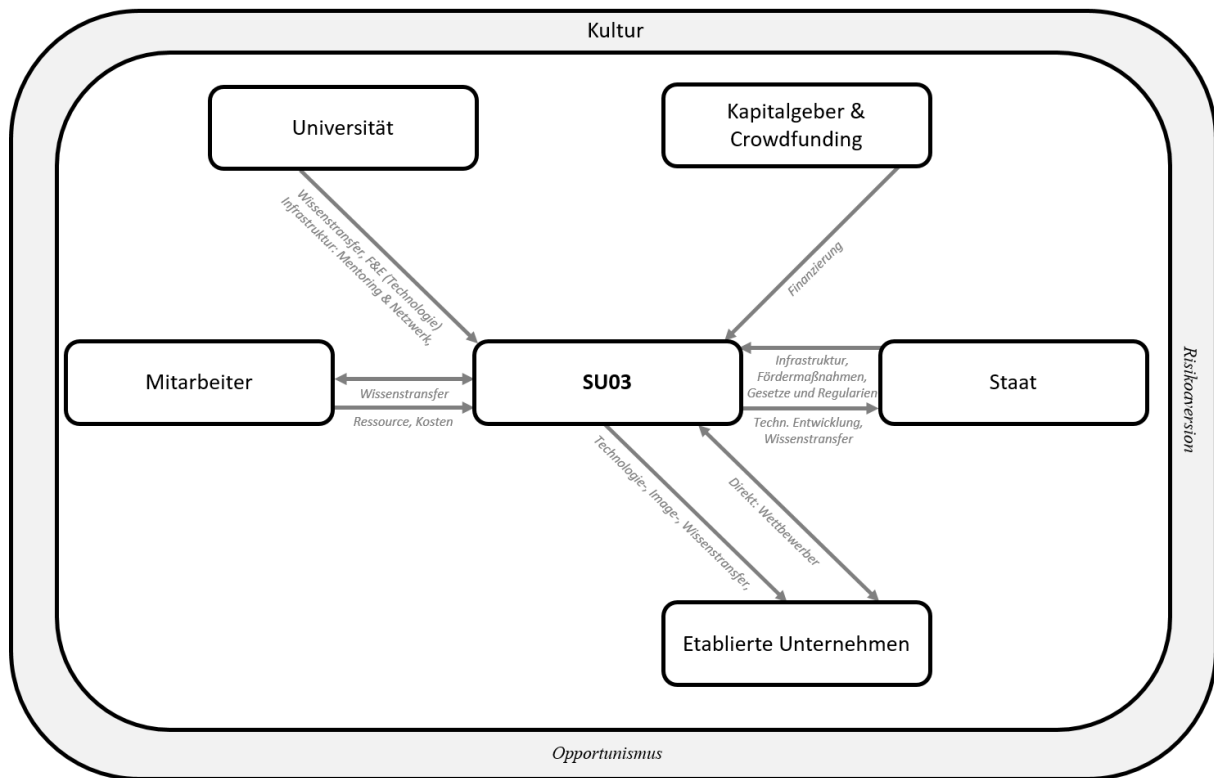 Kultur
Universität
Kapitalgeber &
Crowdfunding
Wissenstransfer, F&E (Technologie)
Infrastruktur: Mentoring & Netzwerk,
Finanzierung
Mitarbeiter
Wissenstransfer
Ressource, Kosten
SU03
Infrastruktur,
Fördermaßnahmen,
Gesetze und Regularien
Techn. Entwicklung,
Wissenstransfer
Staat
Risikoaversion
Technologie-, Image-, Wissenstransfer,
Direkt: Wettbewerber
Etablierte Unternehmen
Opportunismus